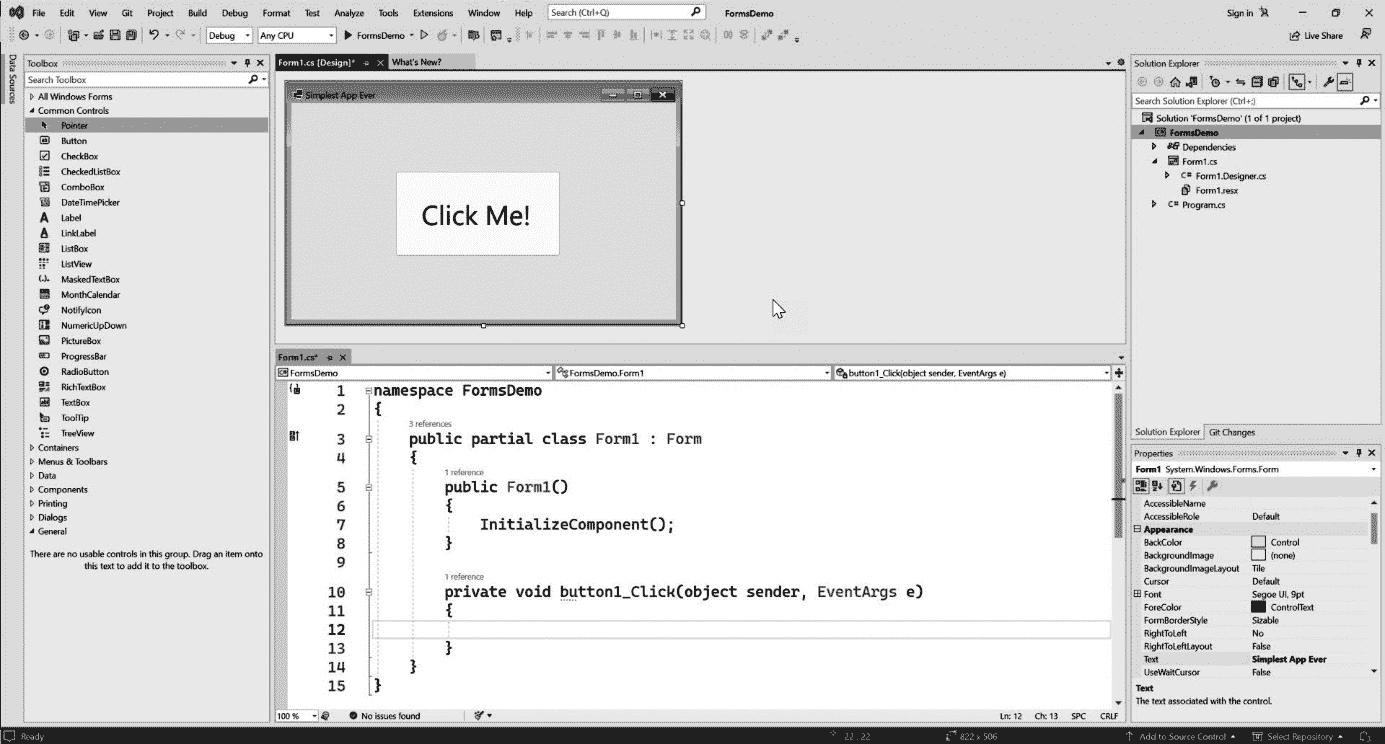 File Edit View Git Project Build Debug Format Test Analyze Tools Extensions Window Help Search (Ctrl+Q) FormsDemo Sign in
Debug Any CPU FormsDemo Live Share
Data Sources
Toolbox
Search Toolbox
All Windows Forms
Common Controls
Pointer
Button
CheckBox
CheckedListBox
ComboBox
DateTimePicker
Label
LinkLabel
ListBox
ListView
MaskedTextBox
MonthCalendar
NotifyIcon
NumericUpDown
PictureBox
ProgressBar
RadioButton
RichTextBox
TextBox
ToolTip
TreeView
Containers
Menus & Toolbars
Data
Components
Printing
Dialogs
General
There are no usable controls in this group. Drag an item onto
this text to add it to the toolbox.
Form1.cs [Design]* What's New?
Simplest App Ever
Click Me!
Form1.cs*
FormsDemo FormsDemo.Form1 button1_Click(object sender, EventArgs e)
1 namespace FormsDemo
2 {
3 references
3 public partial class Form1 : Form
4 {
1 reference
5 public Form1()
6 {
7 InitializeComponent();
8 }
9
1 reference
10 private void button1_Click(object sender, EventArgs e)
11 {
12
13 }
14 }
15 }
100 % No issues found Ln: 12 Ch: 13 SPC CRLF
Solution Explorer
Search Solution Explorer (Ctrl+;)
Solution 'FormsDemo' (1 of 1 project)
FormsDemo
Dependencies
Form1.cs
C# Form1.Designer.cs
Form1.resx
C# Program.cs
Solution Explorer Git Changes
Properties
Form1 System.Windows.Forms.Form
AccessibleName
AccessibleRole Default
Appearance
BackColor Control
BackgroundImage (none)
BackgroundImageLayout Tile
Cursor Default
Font Segoe UI, 9pt
ForeColor ControlText
FormBorderStyle Sizable
RightToLeft No
RightToLeftLayout False
Text Simplest App Ever
UseWaitCursor False
Text
The text associated with the control.
Ready 22 , 22 822 x 506 Add to Source Control Select Repository